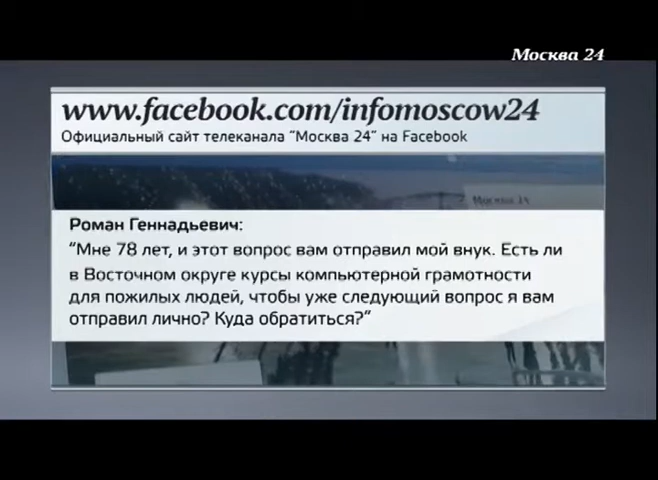 Москва 24
www.facebook.com/infomoscow24
Официальный сайт телеканала "Москва 24" на Facebook
Москва 24
Роман Геннадьевич:
"Мне 78 лет, и этот вопрос вам отправил мой внук. Есть ли
в Восточном округе курсы компьютерной грамотности
для пожилых людей, чтобы уже следующий вопрос я вам
отправил лично? Куда обратиться?"